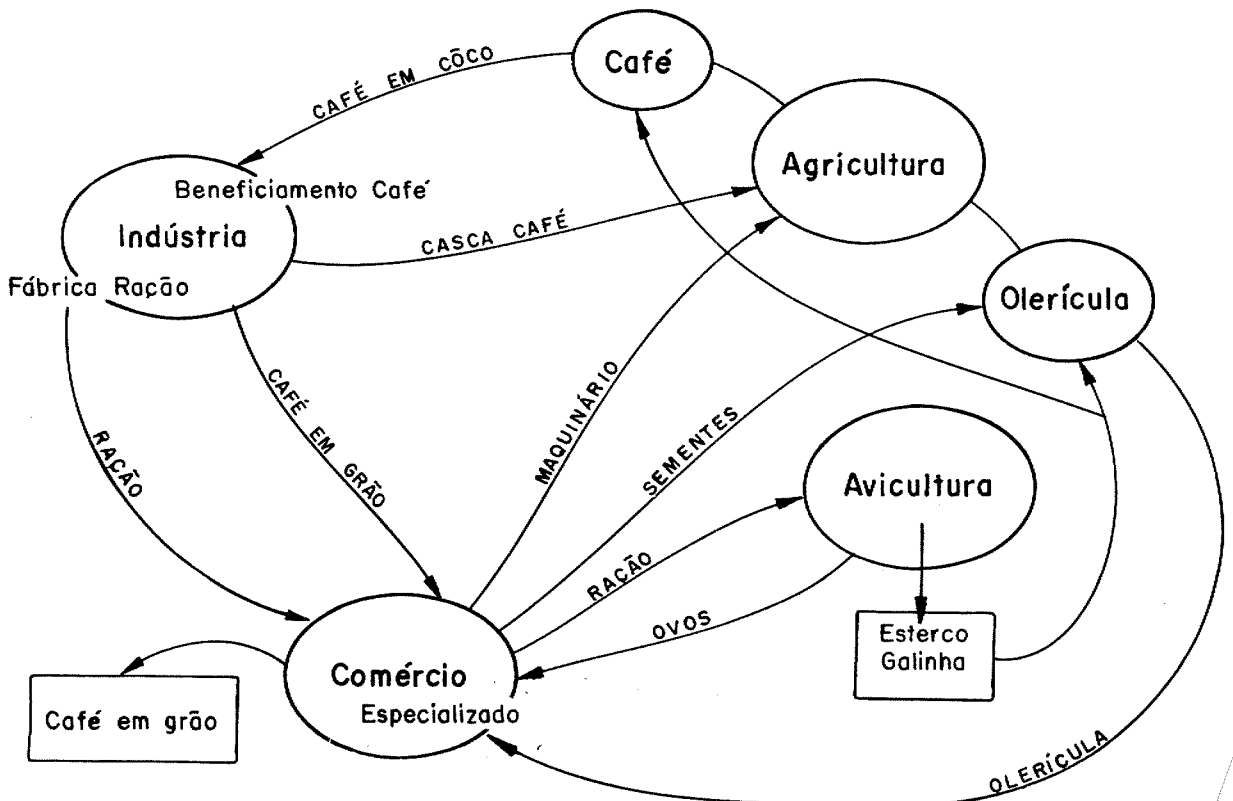 Café
CAFÉ EM CÔCO
Agricultura
Beneficiamento Café
Indústria
CASCA CAFÉ
Fábrica Ração
Olerícula
CAFÉ EM GRÃO
MAQUINÁRIO
RAÇÃO
SEMENTES
Avicultura
RAÇÃO
OVOS
Esterco
Galinha
Comércio
Especializado
Café em grão
OLERÍCULA